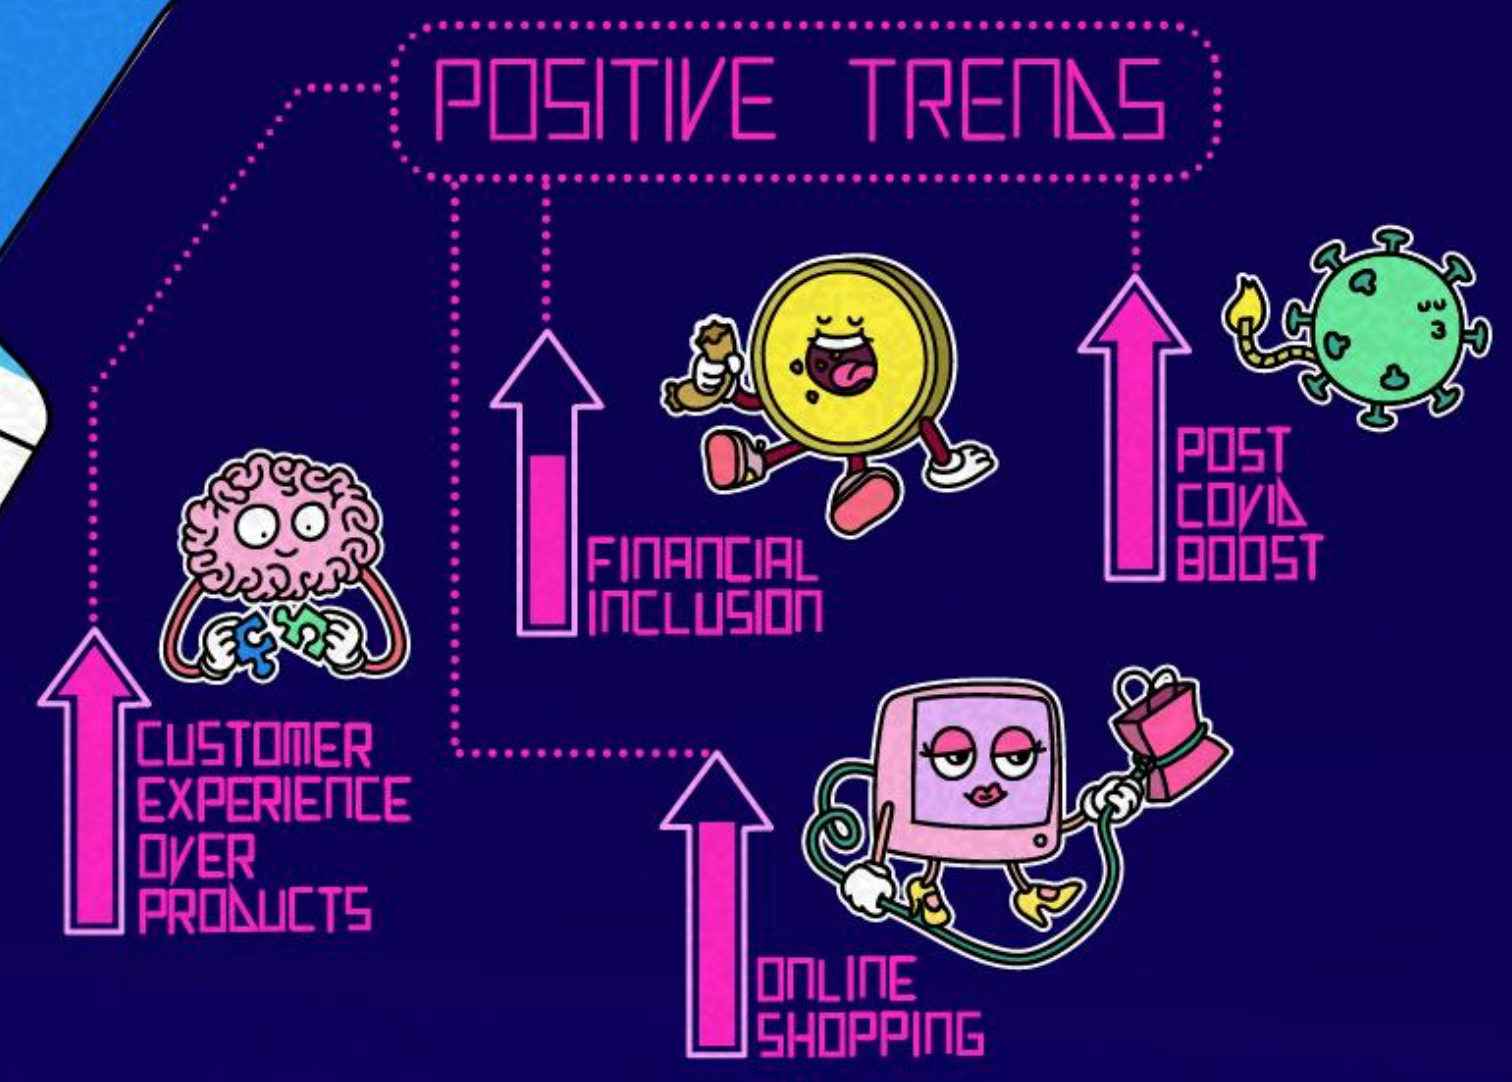 POSITIVE TRENDS
FINANCIAL
INCLUSION
POST
COVID
BOOST
CUSTOMER
EXPERIENCE
OVER
PRODUCTS
ONLINE
SHOPPING